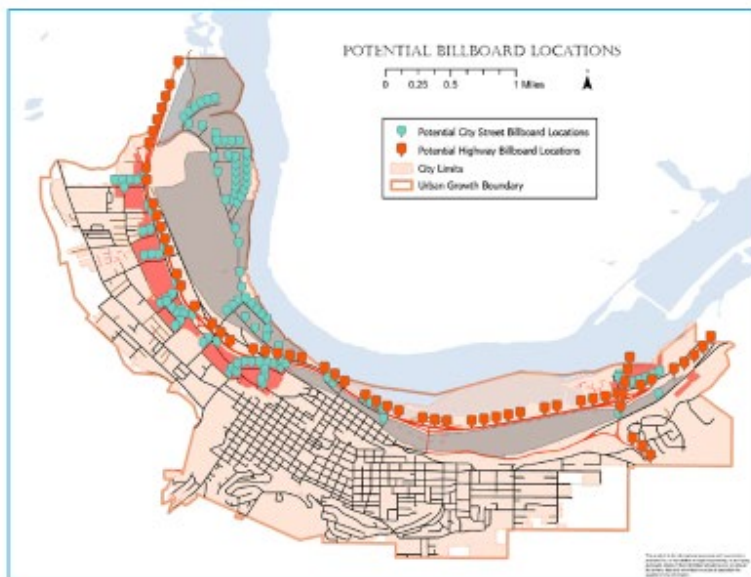 POTENTIAL BILLBOARD LOCATIONS
0 0.25 0.5 1 Miles
Potential City Street Billboard Locations
Potential Highway Billboard Locations
City Limits
Urban Growth Boundary